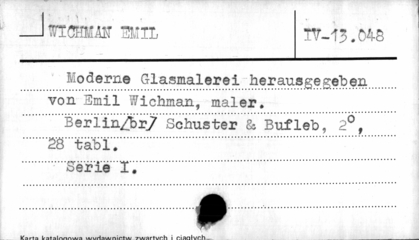 WICHMAN EMIL
IV-13.048
Moderne Glasmalerei herausgegeben
von Emil Wichman, maler.
Berlin/br/ Schuster & Bufleb, 2°,
28 tabl.
Serie I.
Karta katalogowa wydawnictw zwartych i ciągłych